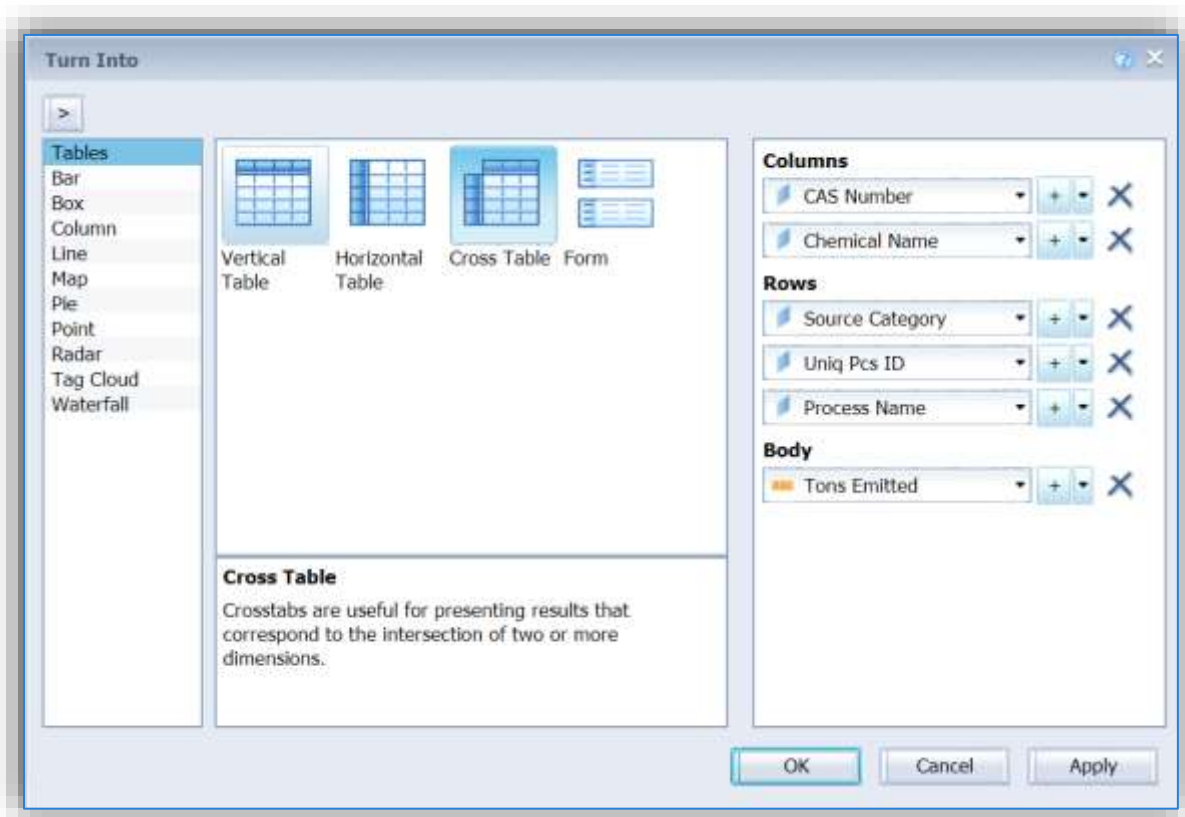 Turn Into
>
Tables
Bar
Box
Column
Line
Map
Pie
Point
Radar
Tag Cloud
Waterfall
Vertical Table
Horizontal Table
Cross Table
Form
Cross Table
Crosstabs are useful for presenting results that
correspond to the intersection of two or more
dimensions.
Columns
CAS Number
Chemical Name
Rows
Source Category
Uniq Pcs ID
Process Name
Body
Tons Emitted
OK
Cancel
Apply